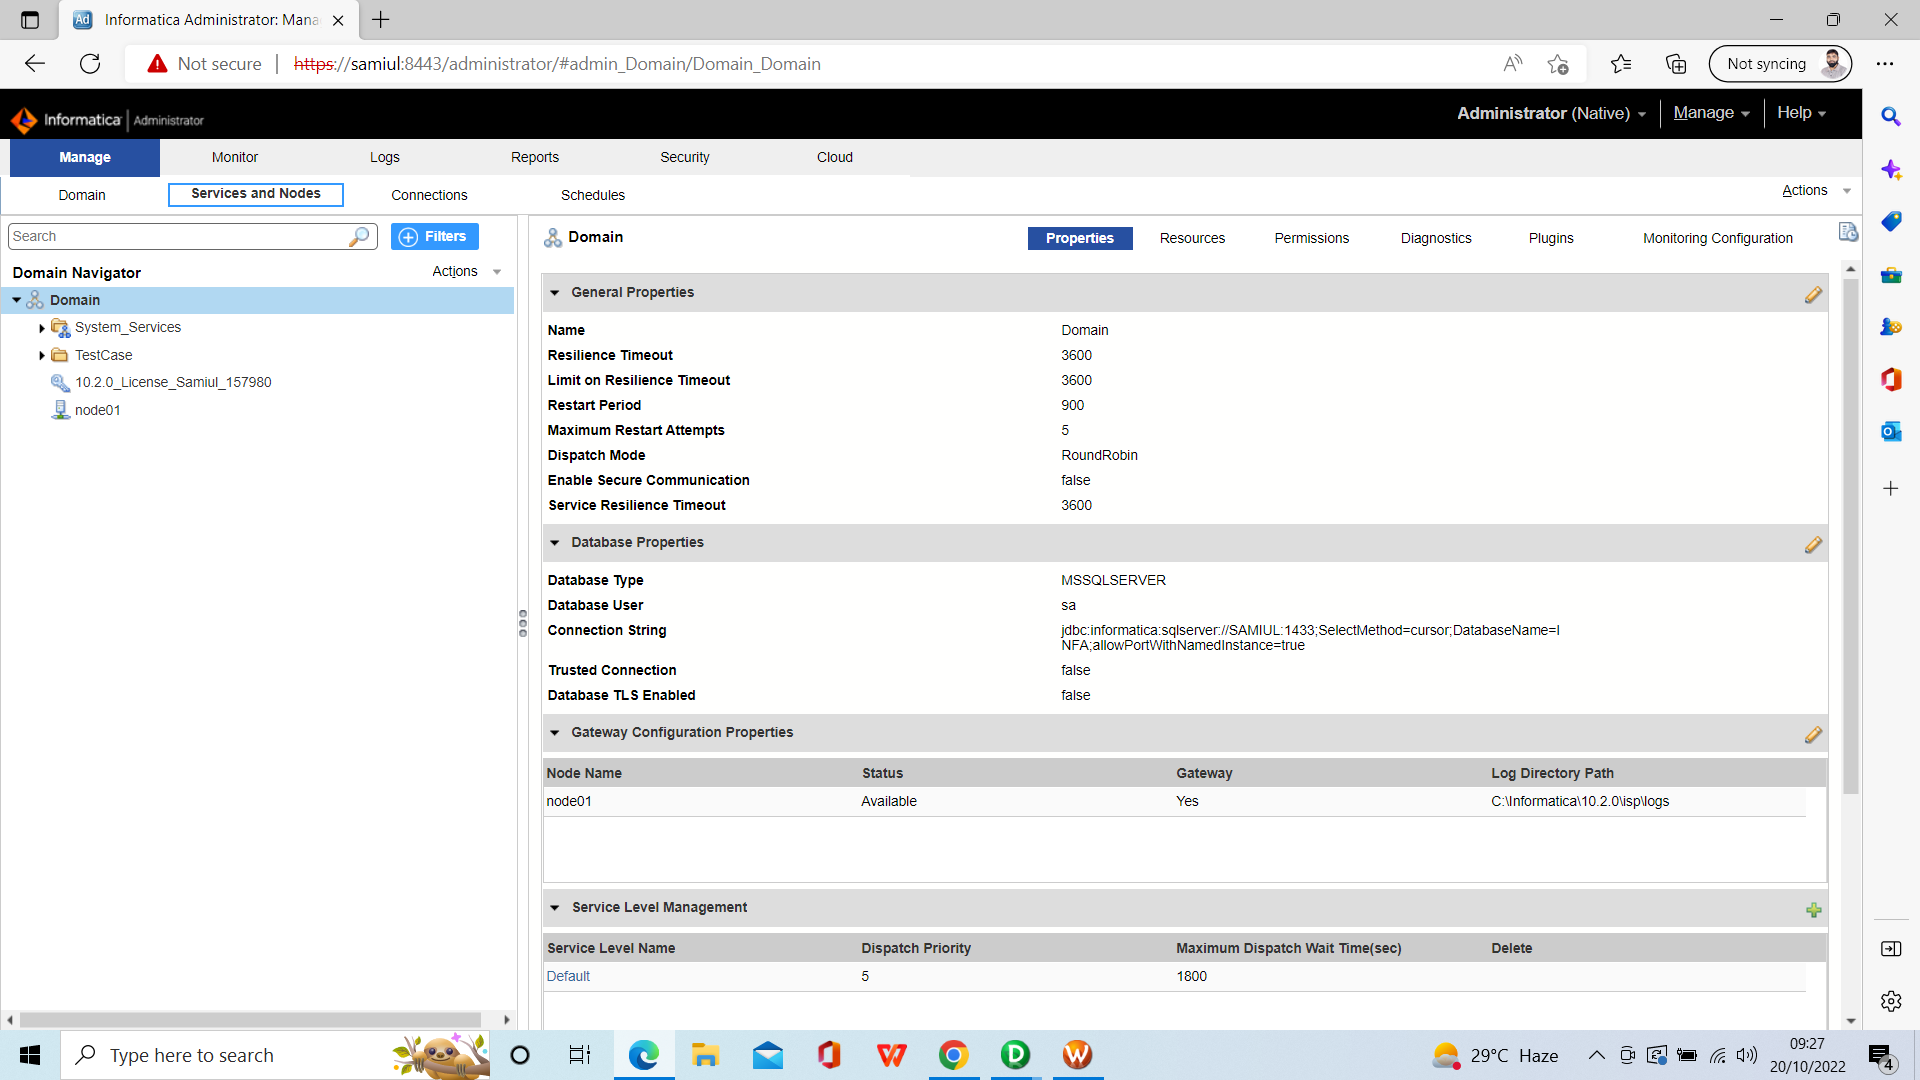 Informatica Administrator: Mana
Not secure
https://samiul:8443/administrator/#admin_Domain/Domain_Domain
Not syncing
Informatica Administrator
Administrator (Native)
Manage
Help
Manage
Monitor
Logs
Reports
Security
Cloud
Domain
Services and Nodes
Connections
Schedules
Actions
Search
Filters
Domain Navigator
Actions
Domain
System_Services
TestCase
10.2.0_License_Samiul_157980
node01
Domain
Properties
Resources
Permissions
Diagnostics
Plugins
Monitoring Configuration
General Properties
Name Domain
Resilience Timeout 3600
Limit on Resilience Timeout 3600
Restart Period 900
Maximum Restart Attempts 5
Dispatch Mode RoundRobin
Enable Secure Communication false
Service Resilience Timeout 3600
Database Properties
Database Type MSSQLSERVER
Database User sa
Connection String jdbc:informatica:sqlserver://SAMIUL:1433;SelectMethod=cursor;DatabaseName=I
NFA;allowPortWithNamedInstance=true
Trusted Connection false
Database TLS Enabled false
Gateway Configuration Properties
Node Name Status Gateway Log Directory Path
node01 Available Yes C:\Informatica\10.2.0\isp\logs
Service Level Management
Service Level Name Dispatch Priority Maximum Dispatch Wait Time(sec) Delete
Default 5 1800
Type here to search
29°C Haze
09:27
20/10/2022
4